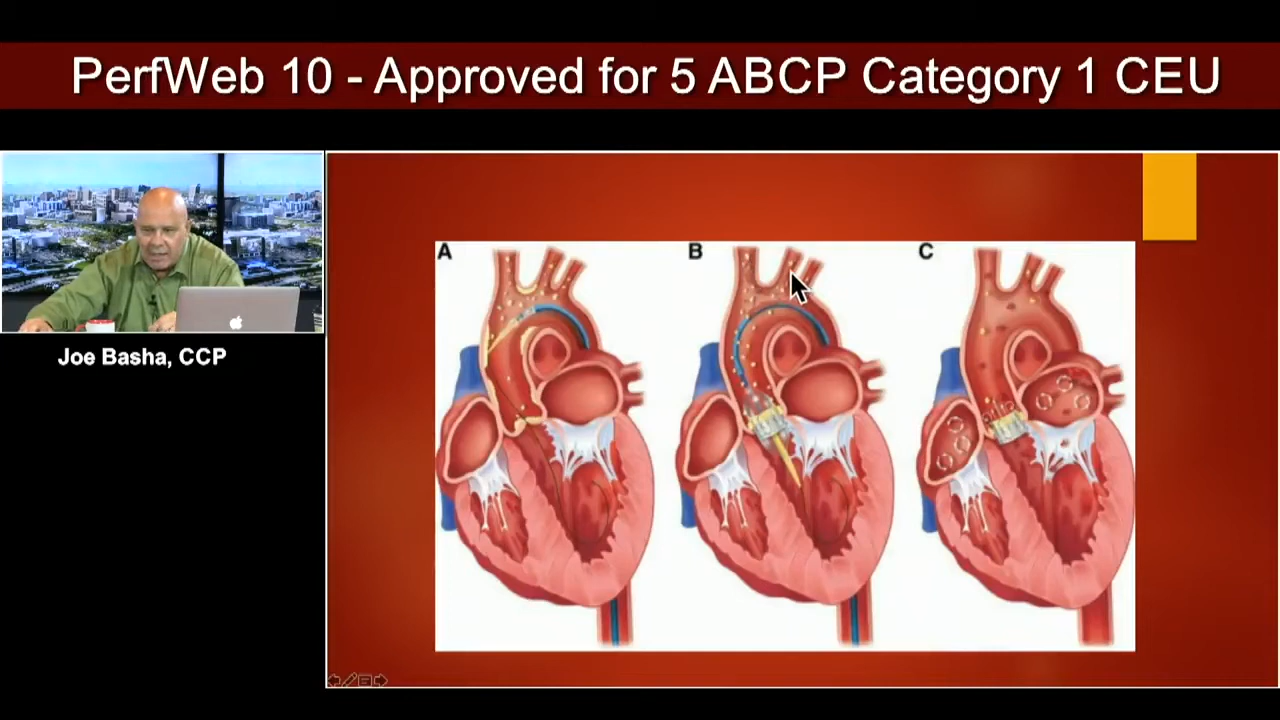 PerfWeb 10 - Approved for 5 ABCP Category 1 CEU
A
B
C
Joe Basha, CCP